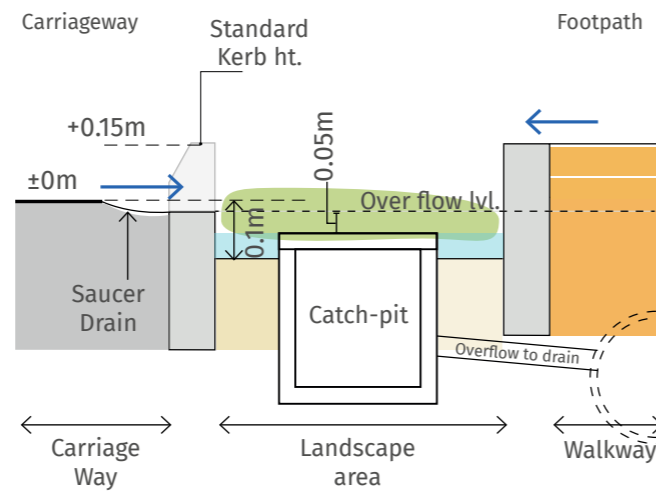 Carriageway
Footpath
Standard
Kerb ht.
+0.15m
±0m
0.05m
Over flow lvl.
0.1m
Saucer
Drain
Catch-pit
Overflow to drain
Carriage
Way
Landscape
area
Walkway